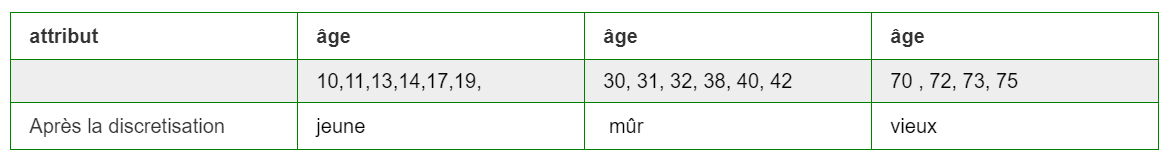 attribut âge âge âge
10,11,13,14,17,19, 30, 31, 32, 38, 40, 42 70 , 72, 73, 75
Après la discretisation jeune mûr vieux